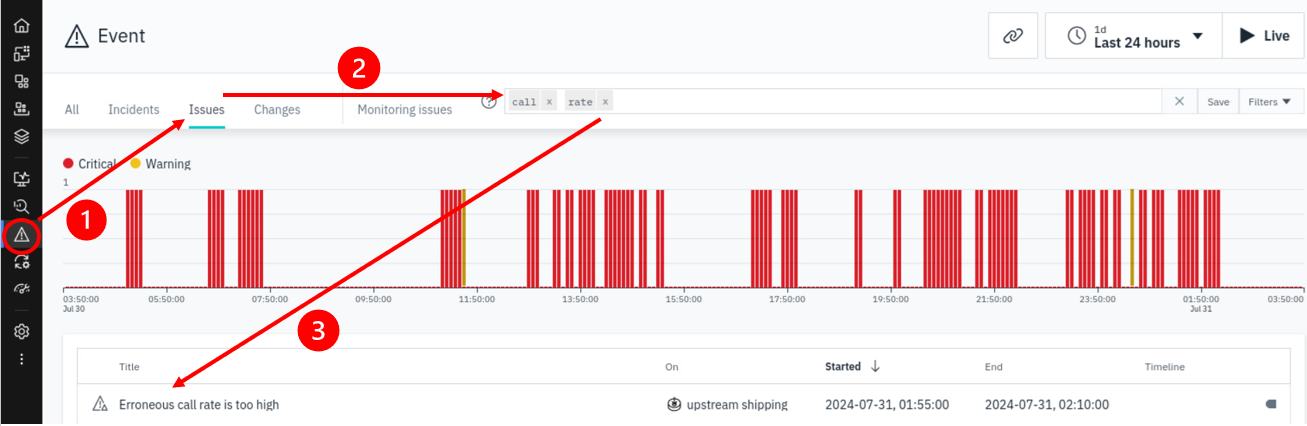 Event
1d
Last 24 hours
Live
2
All Incidents Issues Changes Monitoring issues ? call x rate x × Save Filters
Critical Warning
1
1
03:50:00 05:50:00 07:50:00 09:50:00 11:50:00 13:50:00 15:50:00 17:50:00 19:50:00 21:50:00 23:50:00 01:50:00 03:50:00
Jul 30 Jul 31
3
Title On Started ↓ End Timeline
Erroneous call rate is too high upstream shipping 2024-07-31, 01:55:00 2024-07-31, 02:10:00